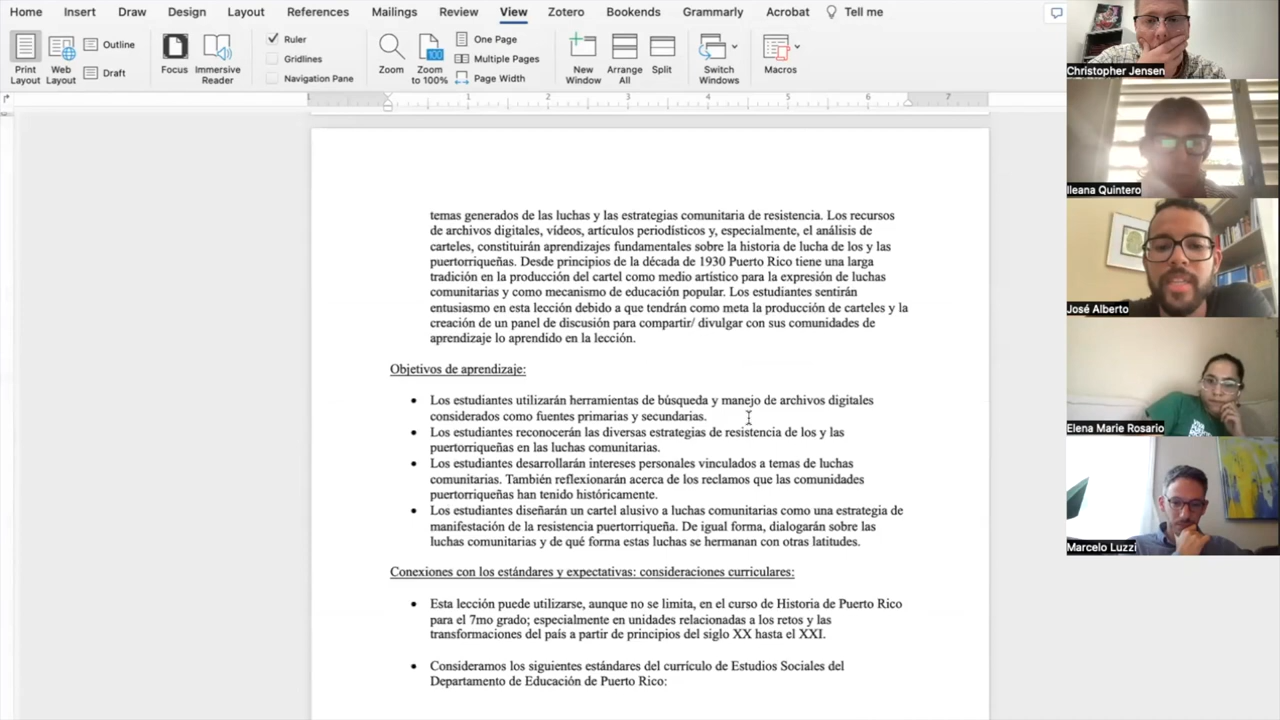 Home Insert Draw Design Layout References Mailings Review View Zotero Bookends Grammarly Acrobat Tell me
Print Layout
Web Layout
Outline
Draft
Focus
Immersive Reader
Ruler
Gridlines
Navigation Pane
Zoom
Zoom to 100%
One Page
Multiple Pages
Page Width
New Window
Arrange All
Split
Switch Windows
Macros
1 1 2 3 4 5 6 7
temas generados de las luchas y las estrategias comunitaria de resistencia. Los recursos
de archivos digitales, vídeos, artículos periodísticos y, especialmente, el análisis de
carteles, constituirán aprendizajes fundamentales sobre la historia de lucha de los y las
puertorriqueñas. Desde principios de la década de 1930 Puerto Rico tiene una larga
tradición en la producción del cartel como medio artístico para la expresión de luchas
comunitarias y como mecanismo de educación popular. Los estudiantes sentirán
entusiasmo en esta lección debido a que tendrán como meta la producción de carteles y la
creación de un panel de discusión para compartir/ divulgar con sus comunidades de
aprendizaje lo aprendido en la lección.
Objetivos de aprendizaje:
• Los estudiantes utilizarán herramientas de búsqueda y manejo de archivos digitales
considerados como fuentes primarias y secundarias.
• Los estudiantes reconocerán las diversas estrategias de resistencia de los y las
puertorriqueñas en las luchas comunitarias.
• Los estudiantes desarrollarán intereses personales vinculados a temas de luchas
comunitarias. También reflexionarán acerca de los reclamos que las comunidades
puertorriqueñas han tenido históricamente.
• Los estudiantes diseñarán un cartel alusivo a luchas comunitarias como una estrategia de
manifestación de la resistencia puertorriqueña. De igual forma, dialogarán sobre las
luchas comunitarias y de qué forma estas luchas se hermanan con otras latitudes.
Conexiones con los estándares y expectativas: consideraciones curriculares:
• Esta lección puede utilizarse, aunque no se limita, en el curso de Historia de Puerto Rico
para el 7mo grado; especialmente en unidades relacionadas a los retos y las
transformaciones del país a partir de principios del siglo XX hasta el XXI.
• Consideramos los siguientes estándares del currículo de Estudios Sociales del
Departamento de Educación de Puerto Rico:
Christopher Jensen
Ileana Quintero
José Alberto
Elena Marie Rosario
Marcelo Luzzi